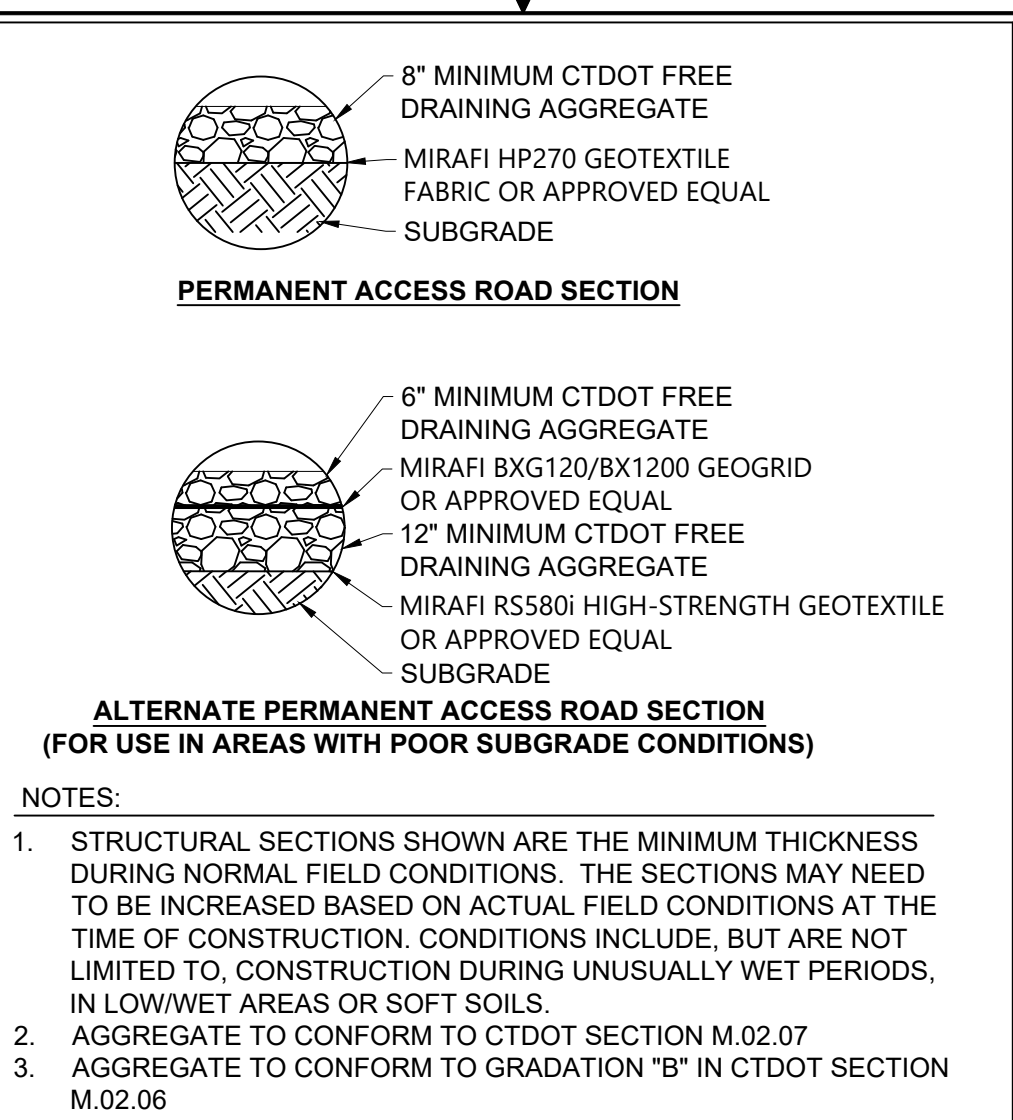 8" MINIMUM CTDOT FREE
DRAINING AGGREGATE
MIRAFI HP270 GEOTEXTILE
FABRIC OR APPROVED EQUAL
SUBGRADE
PERMANENT ACCESS ROAD SECTION
6" MINIMUM CTDOT FREE
DRAINING AGGREGATE
MIRAFI BXG120/BX1200 GEOGRID
OR APPROVED EQUAL
12" MINIMUM CTDOT FREE
DRAINING AGGREGATE
MIRAFI RS580i HIGH-STRENGTH GEOTEXTILE
OR APPROVED EQUAL
SUBGRADE
ALTERNATE PERMANENT ACCESS ROAD SECTION
(FOR USE IN AREAS WITH POOR SUBGRADE CONDITIONS)
NOTES:
1. STRUCTURAL SECTIONS SHOWN ARE THE MINIMUM THICKNESS
DURING NORMAL FIELD CONDITIONS. THE SECTIONS MAY NEED
TO BE INCREASED BASED ON ACTUAL FIELD CONDITIONS AT THE
TIME OF CONSTRUCTION. CONDITIONS INCLUDE, BUT ARE NOT
LIMITED TO, CONSTRUCTION DURING UNUSUALLY WET PERIODS,
IN LOW/WET AREAS OR SOFT SOILS.
2. AGGREGATE TO CONFORM TO CTDOT SECTION M.02.07
3. AGGREGATE TO CONFORM TO GRADATION "B" IN CTDOT SECTION
M.02.06